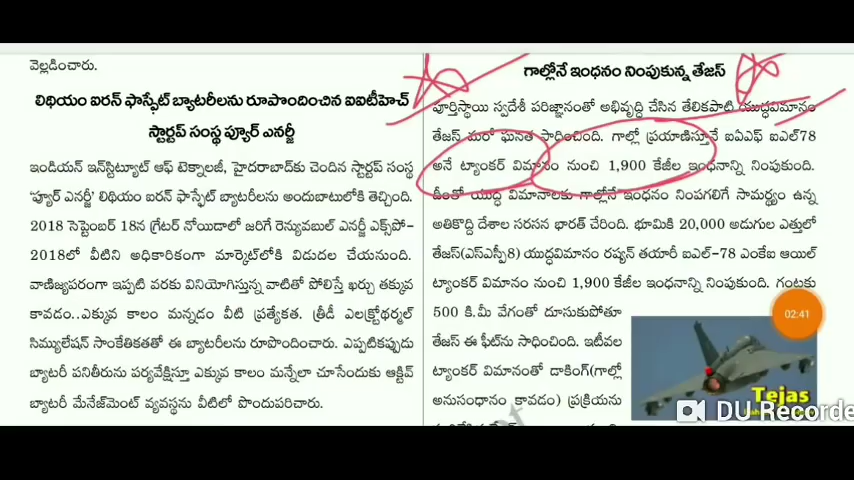 వెల్లడించారు.
లిథియం ఐరన్ ఫాస్ఫేట్ బ్యాటరీలను రూపొందించిన ఐఐటీహెచ్
స్టార్టప్ సంస్థ ప్యూర్ ఎనర్జీ
ఇండియన్ ఇన్‌స్టిట్యూట్ ఆఫ్ టెక్నాలజీ, హైదరాబాద్‌కు చెందిన స్టార్టప్ సంస్థ
'ప్యూర్ ఎనర్జీ' లిథియం ఐరన్ ఫాస్ఫేట్ బ్యాటరీలను అందుబాటులోకి తెచ్చింది.
2018 సెప్టెంబర్ 18న గ్రేటర్ నోయిడాలో జరిగే రెన్యువబుల్ ఎనర్జీ ఎక్స్‌పో-
2018లో వీటిని అధికారికంగా మార్కెట్‌లోకి విడుదల చేయనుంది.
వాణిజ్యపరంగా ఇప్పటి వరకు వినియోగిస్తున్న వాటితో పోలిస్తే ఖర్చు తక్కువ
కావడం..ఎక్కువ కాలం మన్నడం వీటి ప్రత్యేకత. త్రీడీ ఎలక్ట్రోథర్మల్
సిమ్యులేషన్ సాంకేతికతతో ఈ బ్యాటరీలను రూపొందించారు. ఎప్పటికప్పుడు
బ్యాటరీ పనితీరును పర్యవేక్షిస్తూ ఎక్కువ కాలం మన్నేలా చూసేందుకు ఆక్టివ్
బ్యాటరీ మేనేజ్‌మెంట్ వ్యవస్థను వీటిలో పొందుపరిచారు.
గాల్లోనే ఇంధనం నింపుకున్న తేజస్
పూర్తిస్థాయి స్వదేశీ పరిజ్ఞానంతో అభివృద్ధి చేసిన తేలికపాటి యుద్ధవిమానం
తేజస్ మరో ఘనత సాధించింది. గాల్లో ప్రయాణిస్తూనే ఐఏఎఫ్ ఐఎల్78
అనే ట్యాంకర్ విమానం నుంచి 1,900 కేజీల ఇంధనాన్ని నింపుకుంది.
దీంతో యుద్ధ విమానాలకు గాల్లోనే ఇంధనం నింపగలిగే సామర్థ్యం ఉన్న
అతికొద్ది దేశాల సరసన భారత్ చేరింది. భూమికి 20,000 అడుగుల ఎత్తులో
తేజస్(ఎస్ఎస్పీ8) యుద్ధవిమానం రష్యన్ తయారీ ఐఎల్-78 ఎంకేఐ ఆయిల్
ట్యాంకర్ విమానం నుంచి 1,900 కేజీల ఇంధనాన్ని నింపుకుంది. గంటకు
500 కి.మీ వేగంతో దూసుకుపోతూ
తేజస్ ఈ ఫీట్‌ను సాధించింది. ఇటీవల
ట్యాంకర్ విమానంతో డాకింగ్(గాల్లో
అనుసంధానం కావడం) ప్రక్రియను
02:41
Tejas
DU Recorde